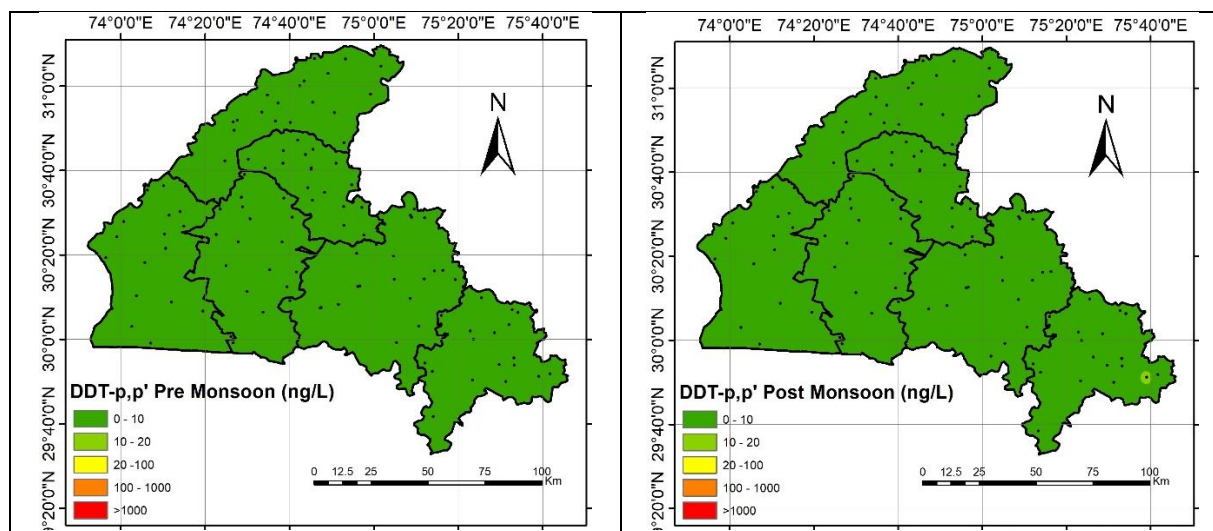 74°0'0"E 74°20'0"E 74°40'0"E 75°0'0"E 75°20'0"E 75°40'0"E
31°0'0"N
30°40'0"N
30°20'0"N
30°0'0"N
29°40'0"N
9°20'0"N
N
DDT-p,p' Pre Monsoon (ng/L)
0 - 10
10 - 20
20 -100
100 - 1000
>1000
0 12.5 25 50 75 100
Km
74°0'0"E 74°20'0"E 74°40'0"E 75°0'0"E 75°20'0"E 75°40'0"E
31°0'0"N
30°40'0"N
30°20'0"N
30°0'0"N
29°40'0"N
9°20'0"N
N
DDT-p,p' Post Monsoon (ng/L)
0 - 10
10 - 20
20 -100
100 - 1000
>1000
0 12.5 25 50 75 100
Km